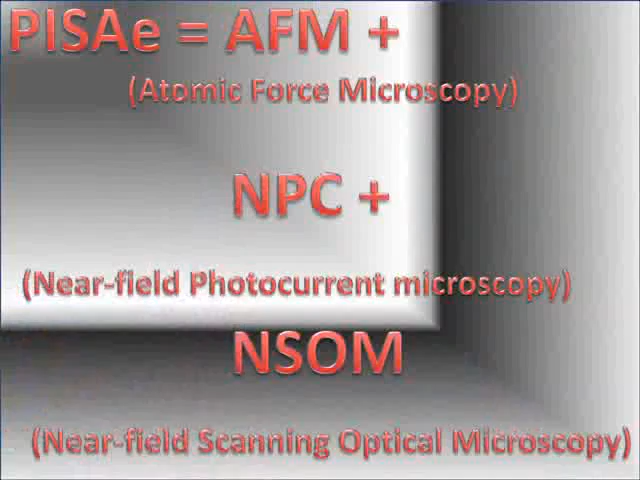 PISAe = AFM +
(Atomic Force Microscopy)
NPC +
(Near-field Photocurrent microscopy)
NSOM
(Near-field Scanning Optical Microscopy)